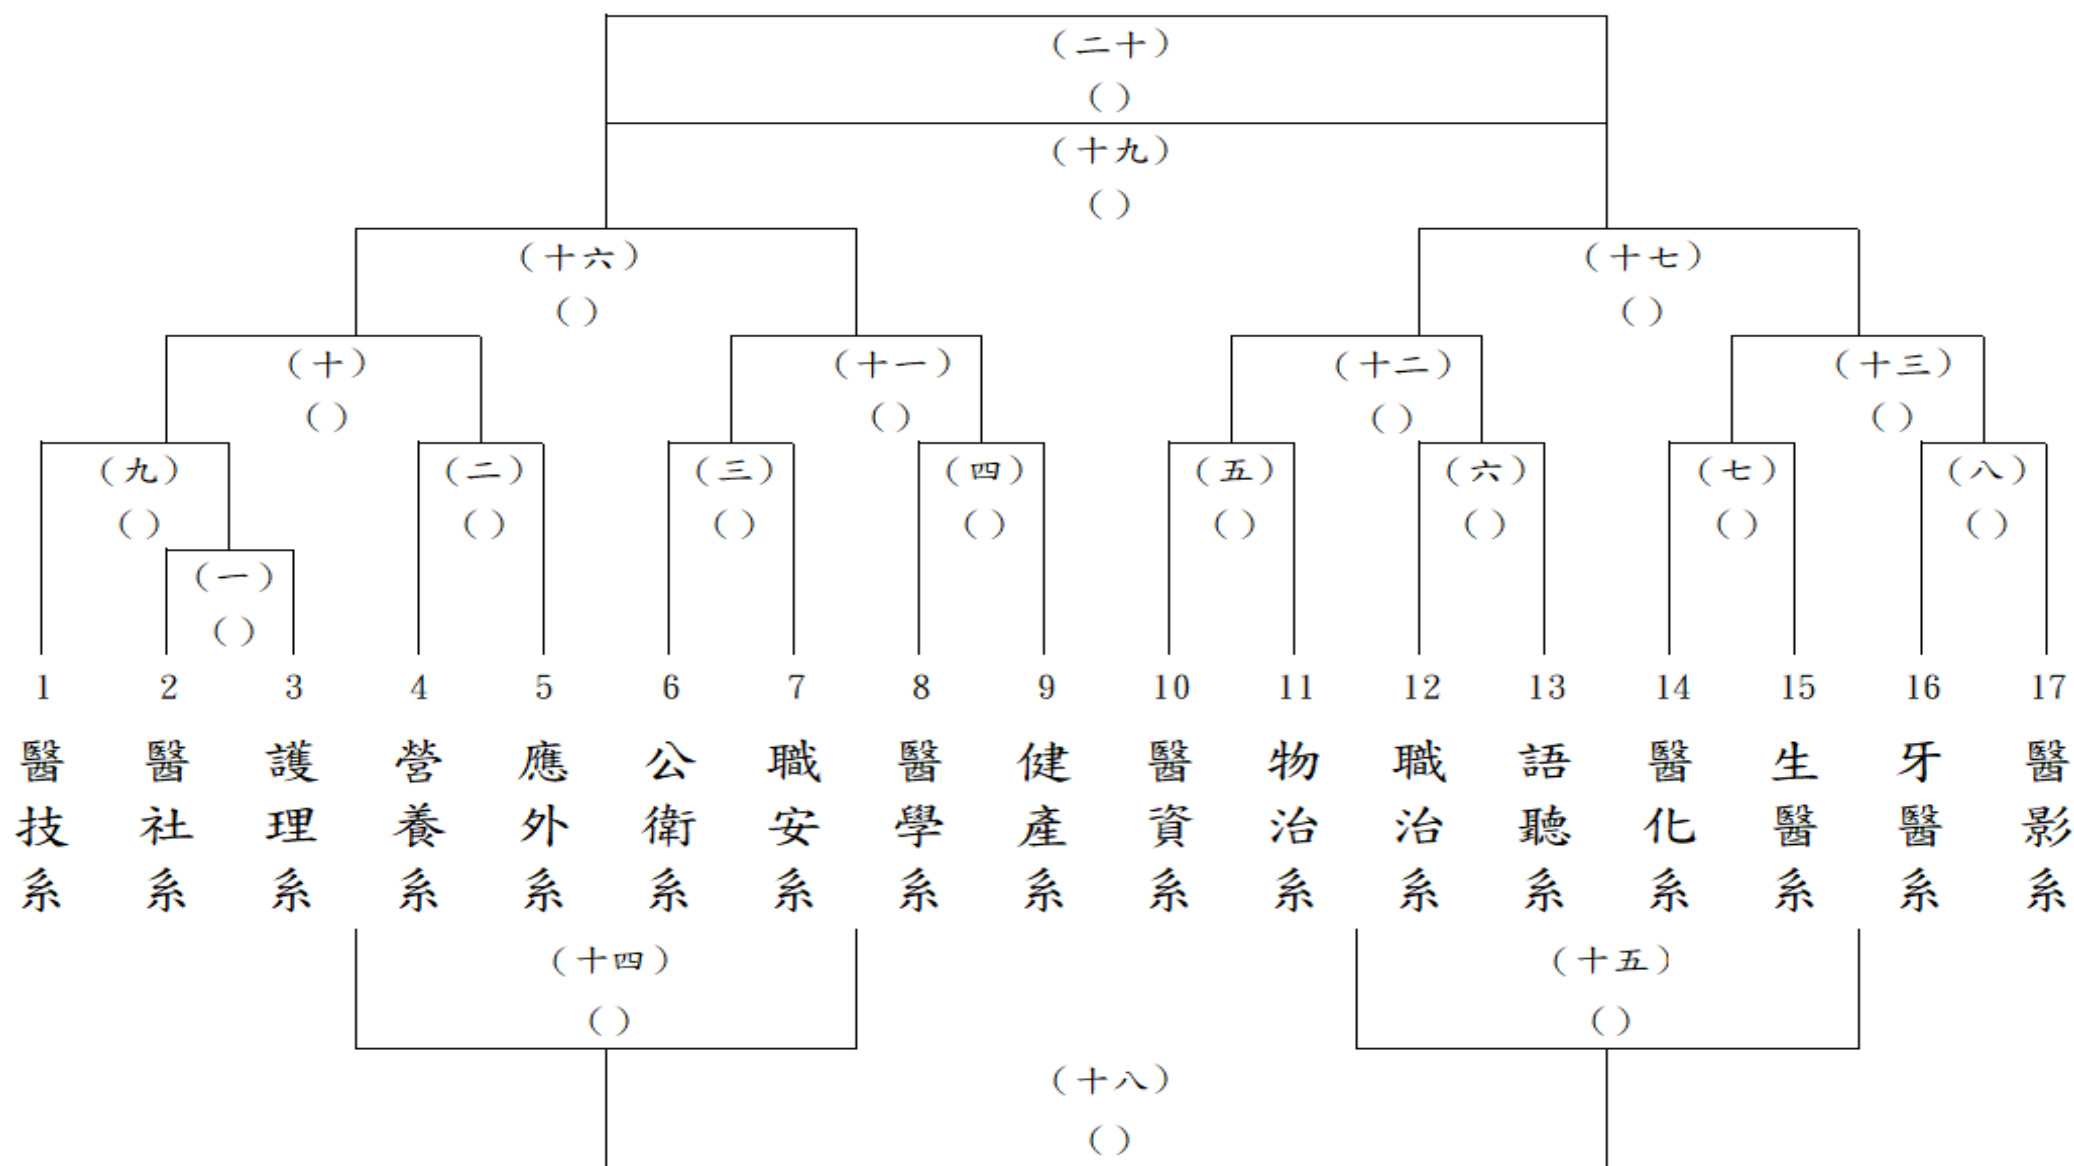 （二十）
（）
（十九）
（）
（十六）
（十七）
（）
（）
（十）
（十一）
（十二）
（十三）
（）
（）
（）
（）
（九）
（二）
（三）
（四）
（五）
（六）
（七）
（八）
（）
（）
（）
（）
（）
（）
（）
（）
（一）
（）
1 2 3 4 5 6 7 8 9 10 11 12 13 14 15 16 17
醫技系
醫社系
護理系
營養系
應外系
公衛系
職安系
醫學系
健產系
醫資系
物治系
職治系
語聽系
醫化系
生醫系
牙醫系
醫影系
（十四）
（十五）
（）
（）
（十八）
（）